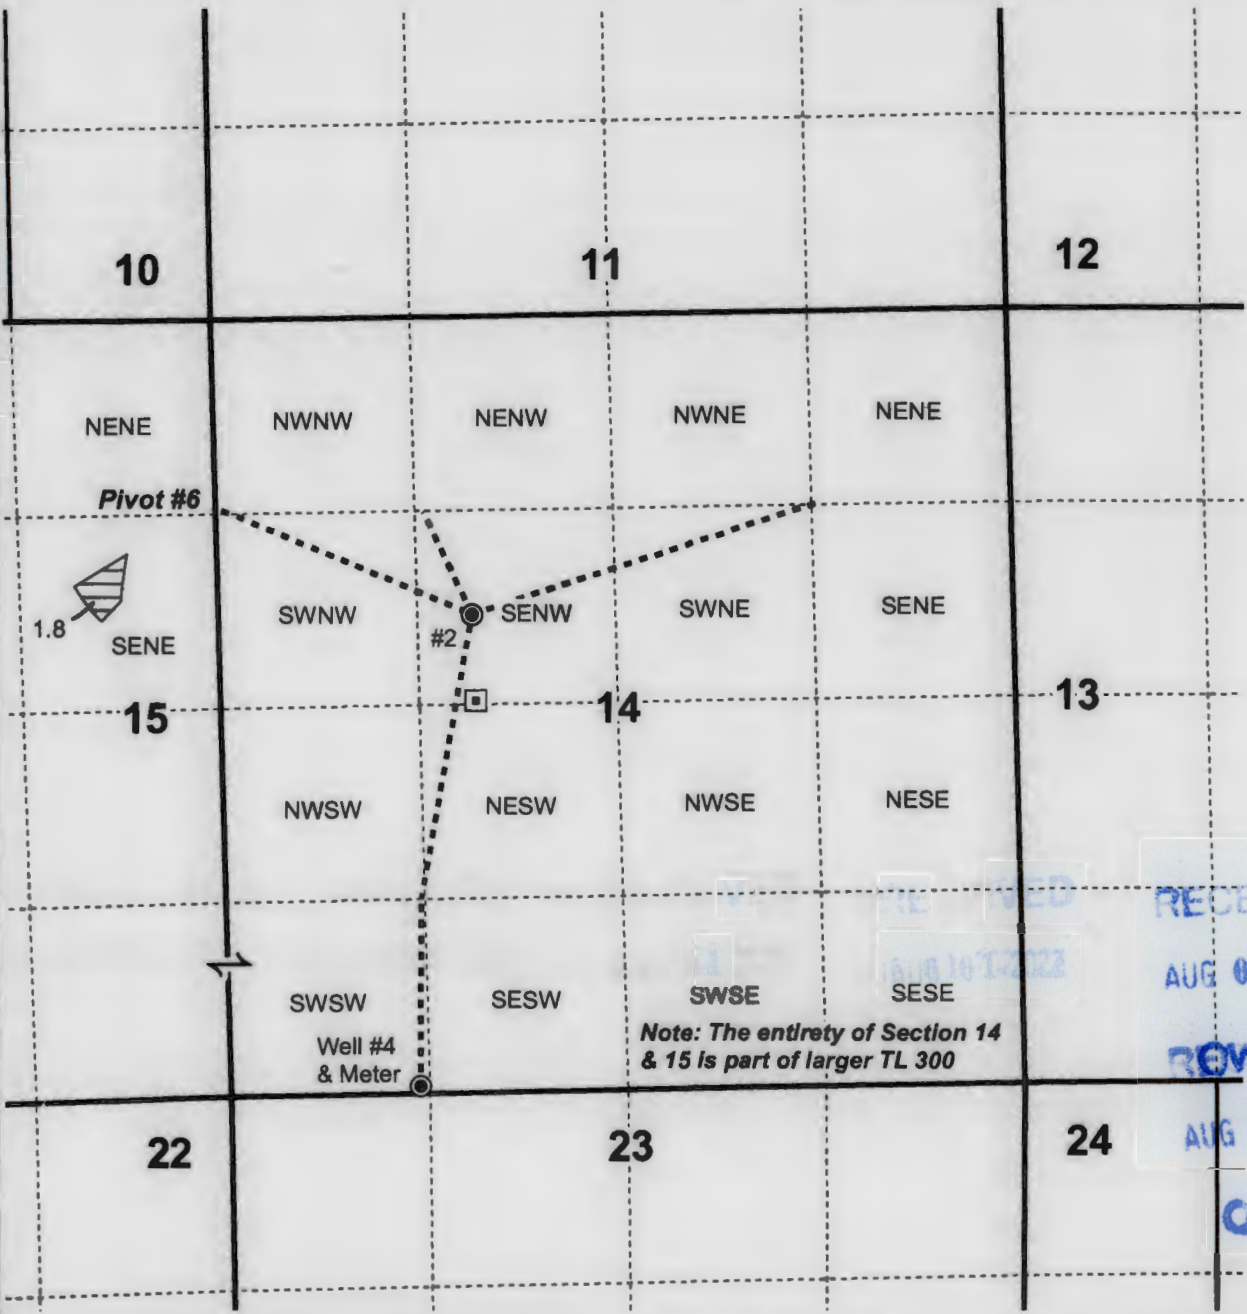 10
11
12
NENE
NWNW
NENW
NWNE
NENE
Pivot #6
1.8
SENE
SWNW
#2
SENW
SWNE
SENE
15
14
13
NWSW
NESW
NWSE
NESE
SWSW
SESW
SWSE
SESE
Well #4
& Meter
Note: The entirety of Section 14
& 15 is part of larger TL 300
VED
AUG
AUG
22
23
24